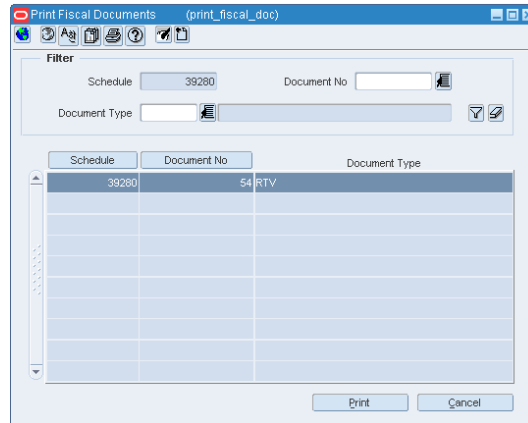 Print Fiscal Documents (print_fiscal_doc)
Filter
Schedule 39280 Document No
Document Type
Schedule Document No Document Type
39280 54 RTV
Print Cancel